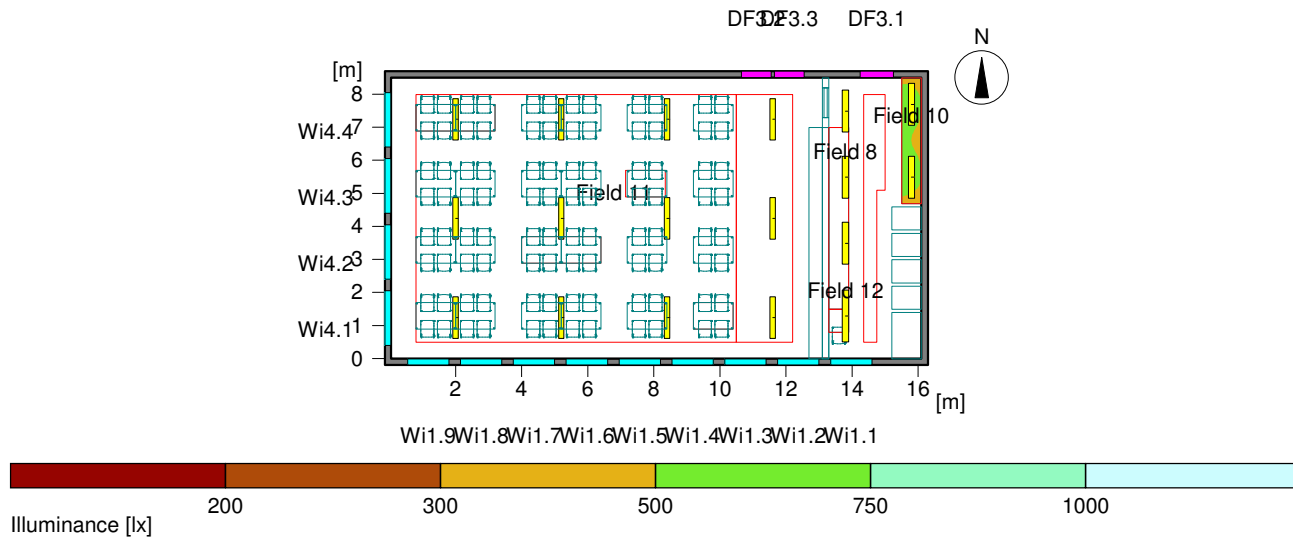 DF3.2 DF3.3 DF3.1
N
[m]
8
Field 10
7
Wi4.4
Field 8
6
5
Wi4.3
Field 11
4
3
Wi4.2
2
Field 12
1
Wi4.1
0
2 4 6 8 10 12 14 16
[m]
Wi1.9 Wi1.8 Wi1.7 Wi1.6 Wi1.5 Wi1.4 Wi1.3 Wi1.2 Wi1.1
200 300 500 750 1000
Illuminance [lx]